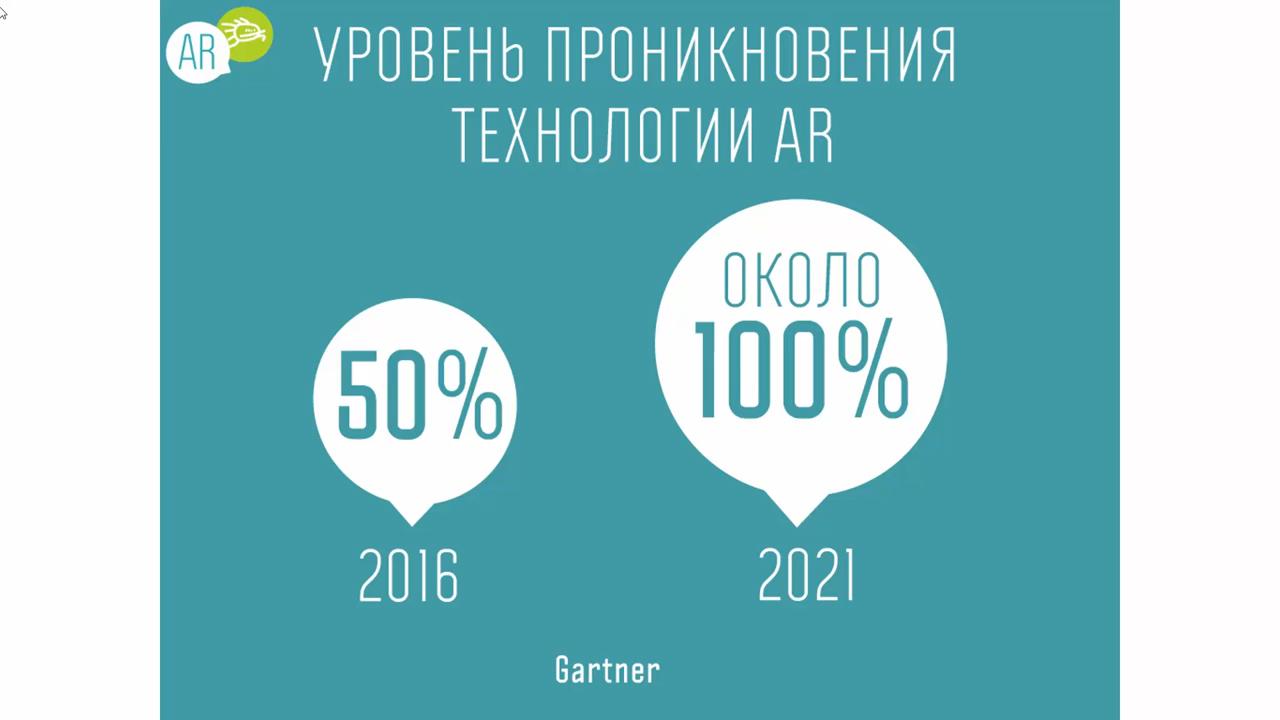 AR
УРОВЕНЬ ПРОНИКНОВЕНИЯ
ТЕХНОЛОГИИ AR
50%
ОКОЛО
100%
2016
2021
Gartner